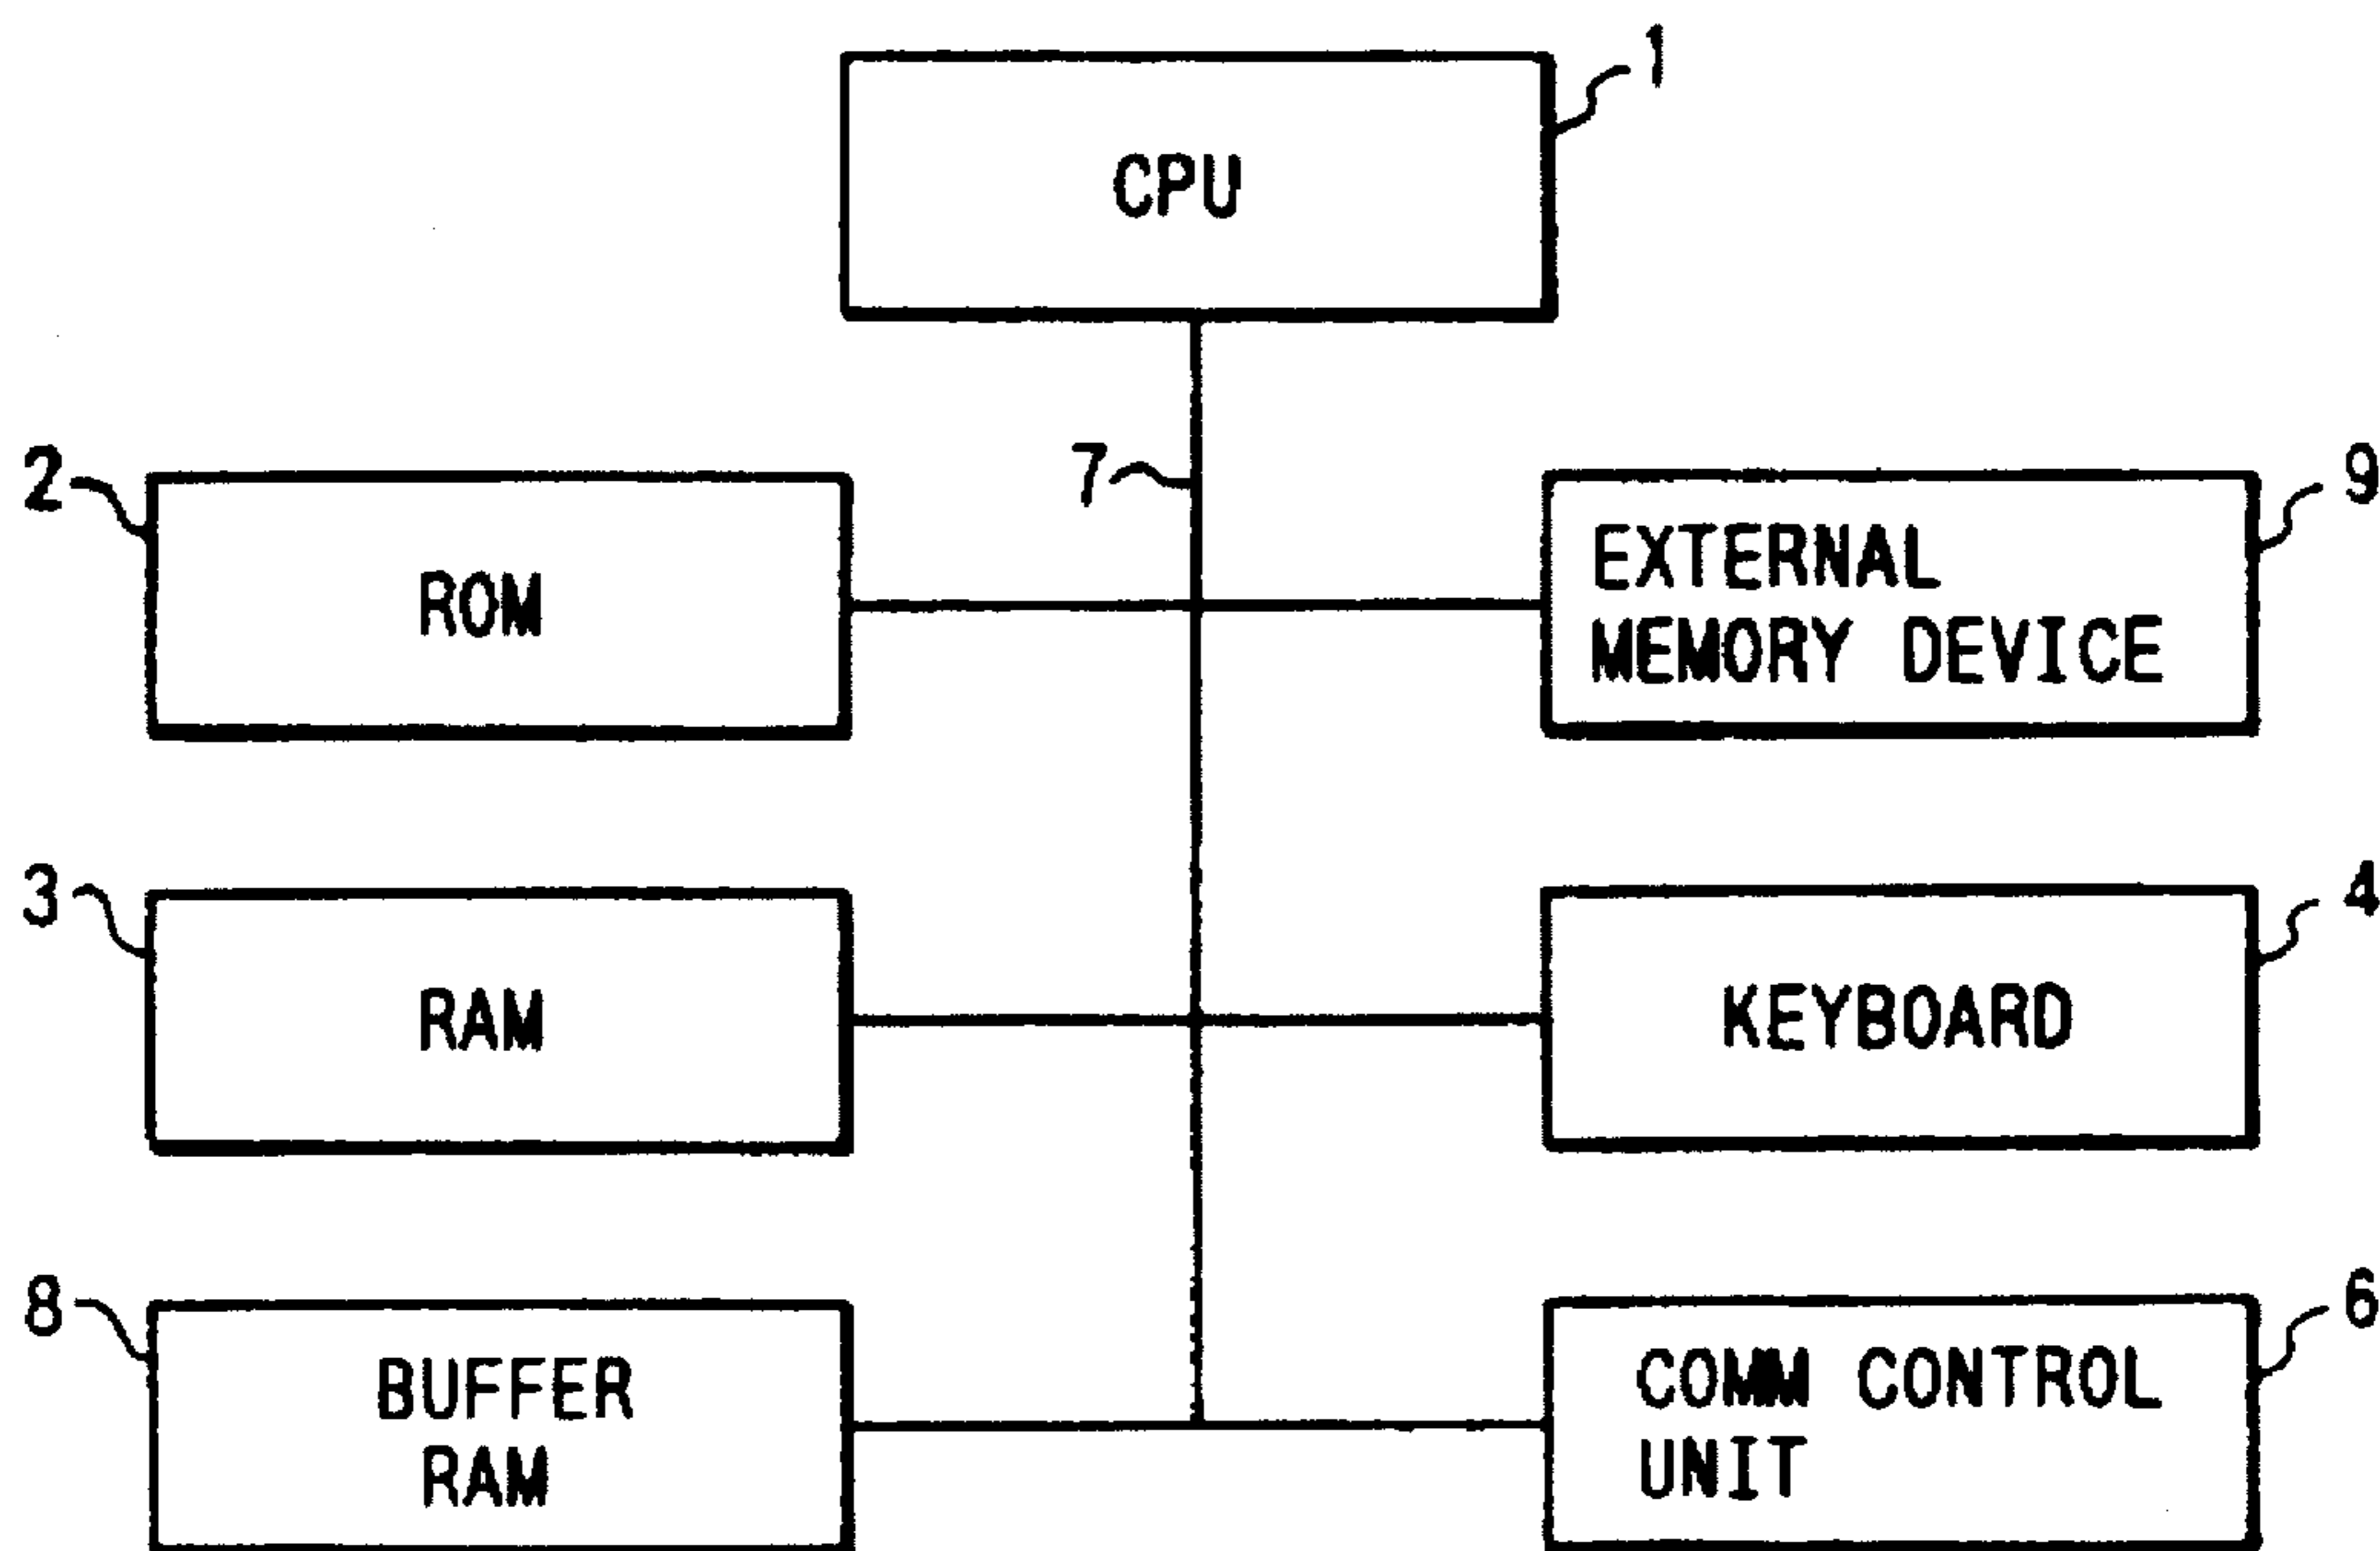 1
CPU
2
ROM
7
9
EXTERNAL
MEMORY DEVICE
3
RAM
4
KEYBOARD
8
BUFFER
RAM
6
COMM CONTROL
UNIT